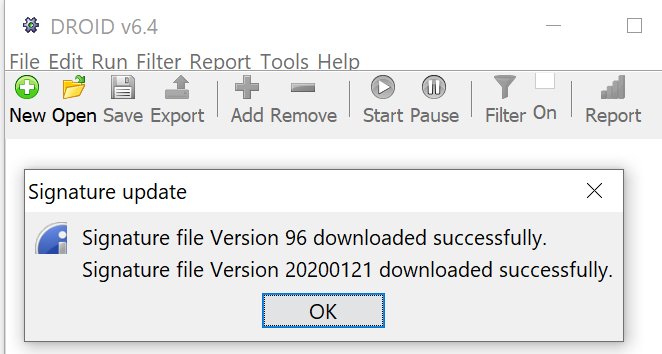 DROID v6.4
File Edit Run Filter Report Tools Help
New Open Save Export Add Remove Start Pause Filter On Report
Signature update
Signature file Version 96 downloaded successfully.
Signature file Version 20200121 downloaded successfully.
OK